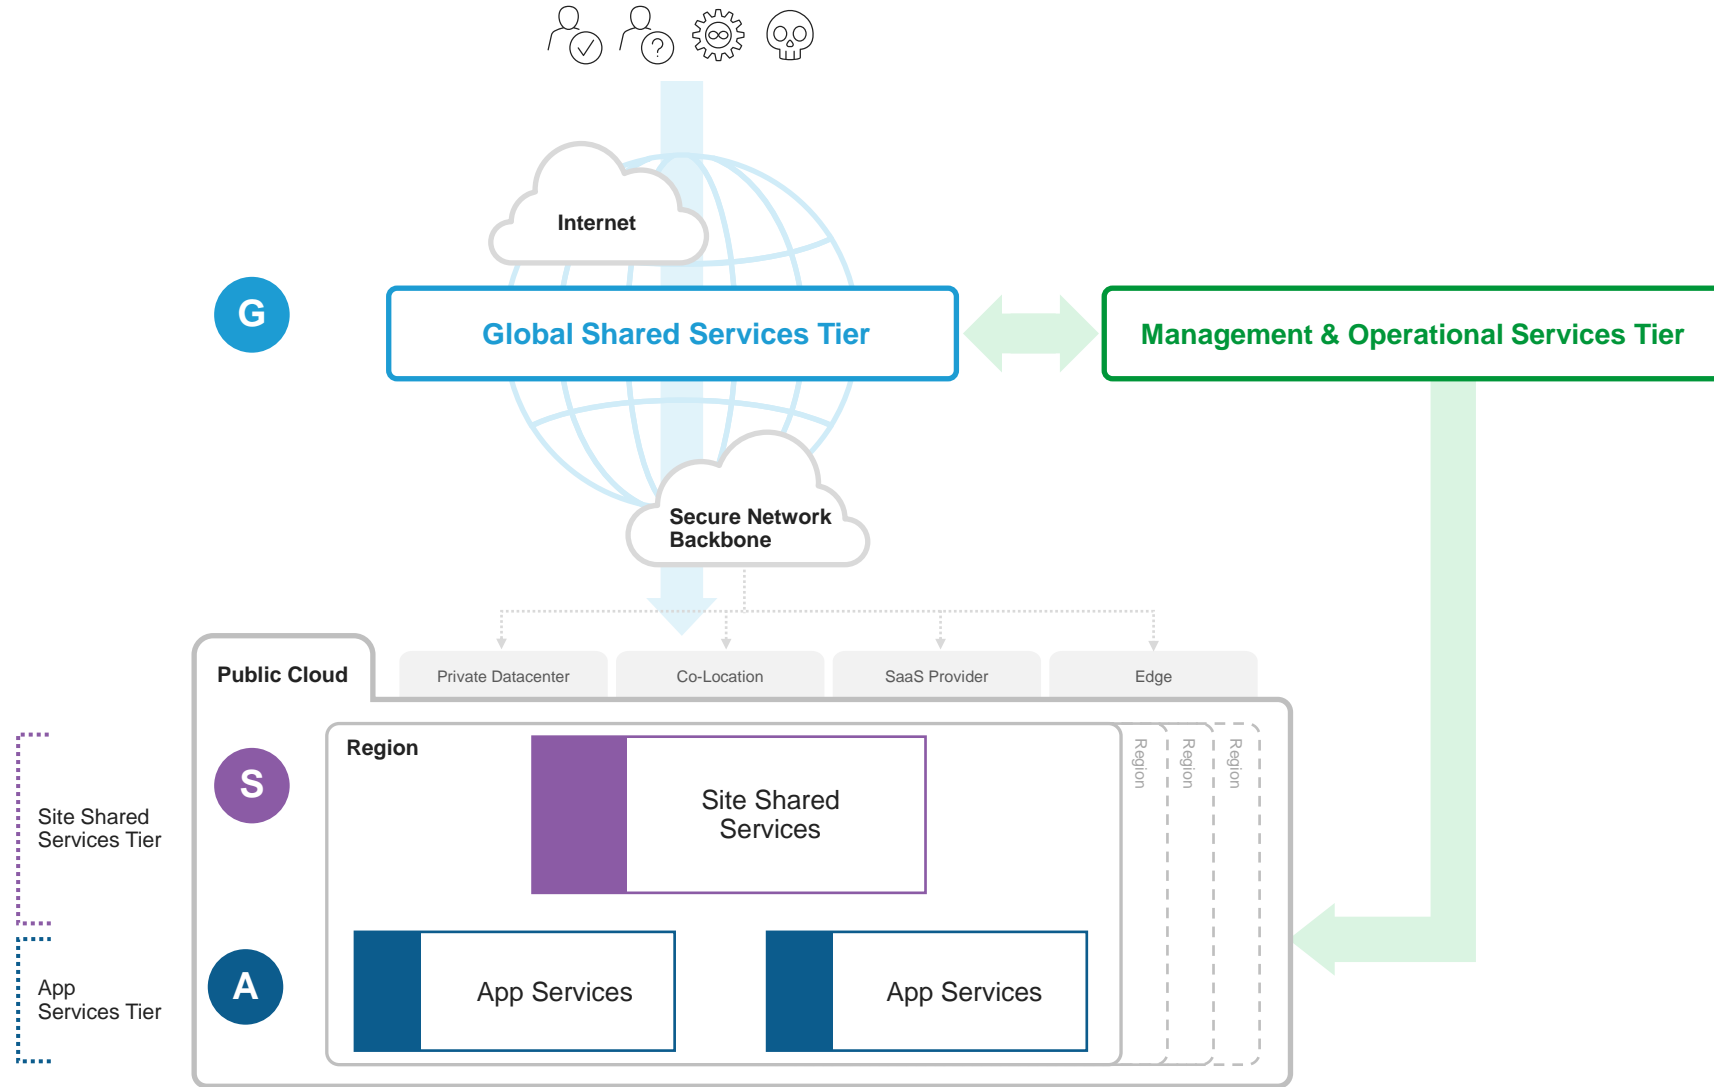 Internet
G
Global Shared Services Tier
Management & Operational Services Tier
Secure Network
Backbone
Public Cloud
Private Datacenter
Co-Location
SaaS Provider
Edge
Site Shared
Services Tier
S
Region
Site Shared
Services
Region
Region
Region
App
Services Tier
A
App Services
App Services